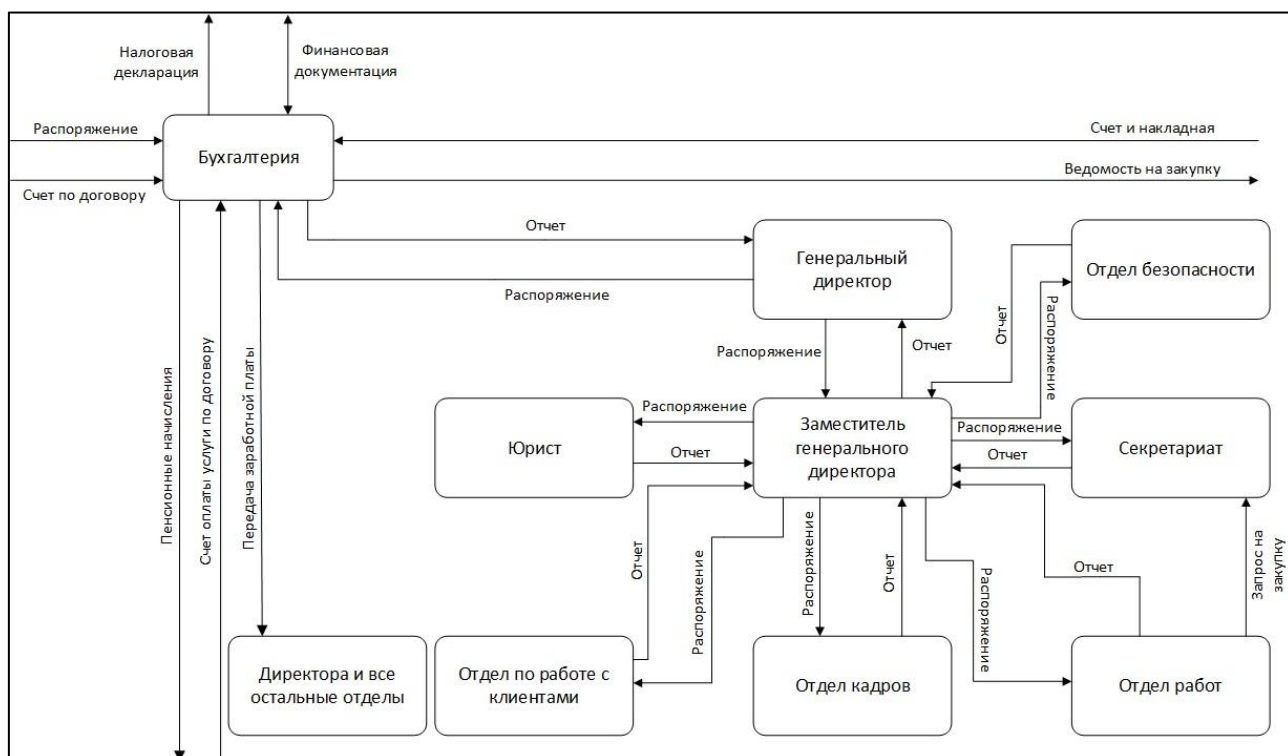 Налоговая
декларация
Финансовая
документация
Распоряжение
Счет и накладная
Бухгалтерия
Счет по договору
Ведомость на закупку
Отчет
Генеральный
директор
Отдел безопасности
Распоряжение
Отчет
Распоряжение
Распоряжение
Отчет
Пенсионные начисления
Счет оплаты услуги по договору
Передача заработной платы
Юрист
Распоряжение
Отчет
Заместитель
генерального
директора
Распоряжение
Отчет
Секретариат
Отчет
Распоряжение
Распоряжение
Отчет
Распоряжение
Отчет
Запрос на
закупку
Директора и все
остальные отделы
Отдел по работе с
клиентами
Отдел кадров
Отдел работ